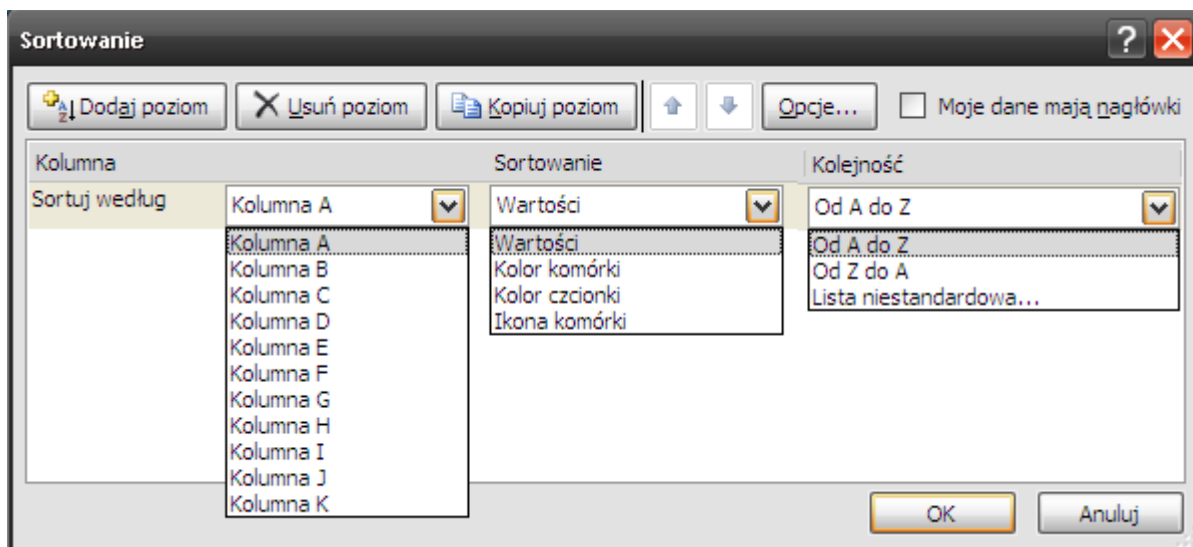 Sortowanie
Dodaj poziom Usuń poziom Kopiuj poziom Opcje... Moje dane mają nagłówki
Kolumna Sortowanie Kolejność
Sortuj według Kolumna A Wartości Od A do Z
Kolumna A Wartości Od A do Z
Kolumna B Kolor komórki Od Z do A
Kolumna C Kolor czcionki Lista niestandardowa...
Kolumna D Ikona komórki
Kolumna E
Kolumna F
Kolumna G
Kolumna H
Kolumna I
Kolumna J
Kolumna K
OK Anuluj